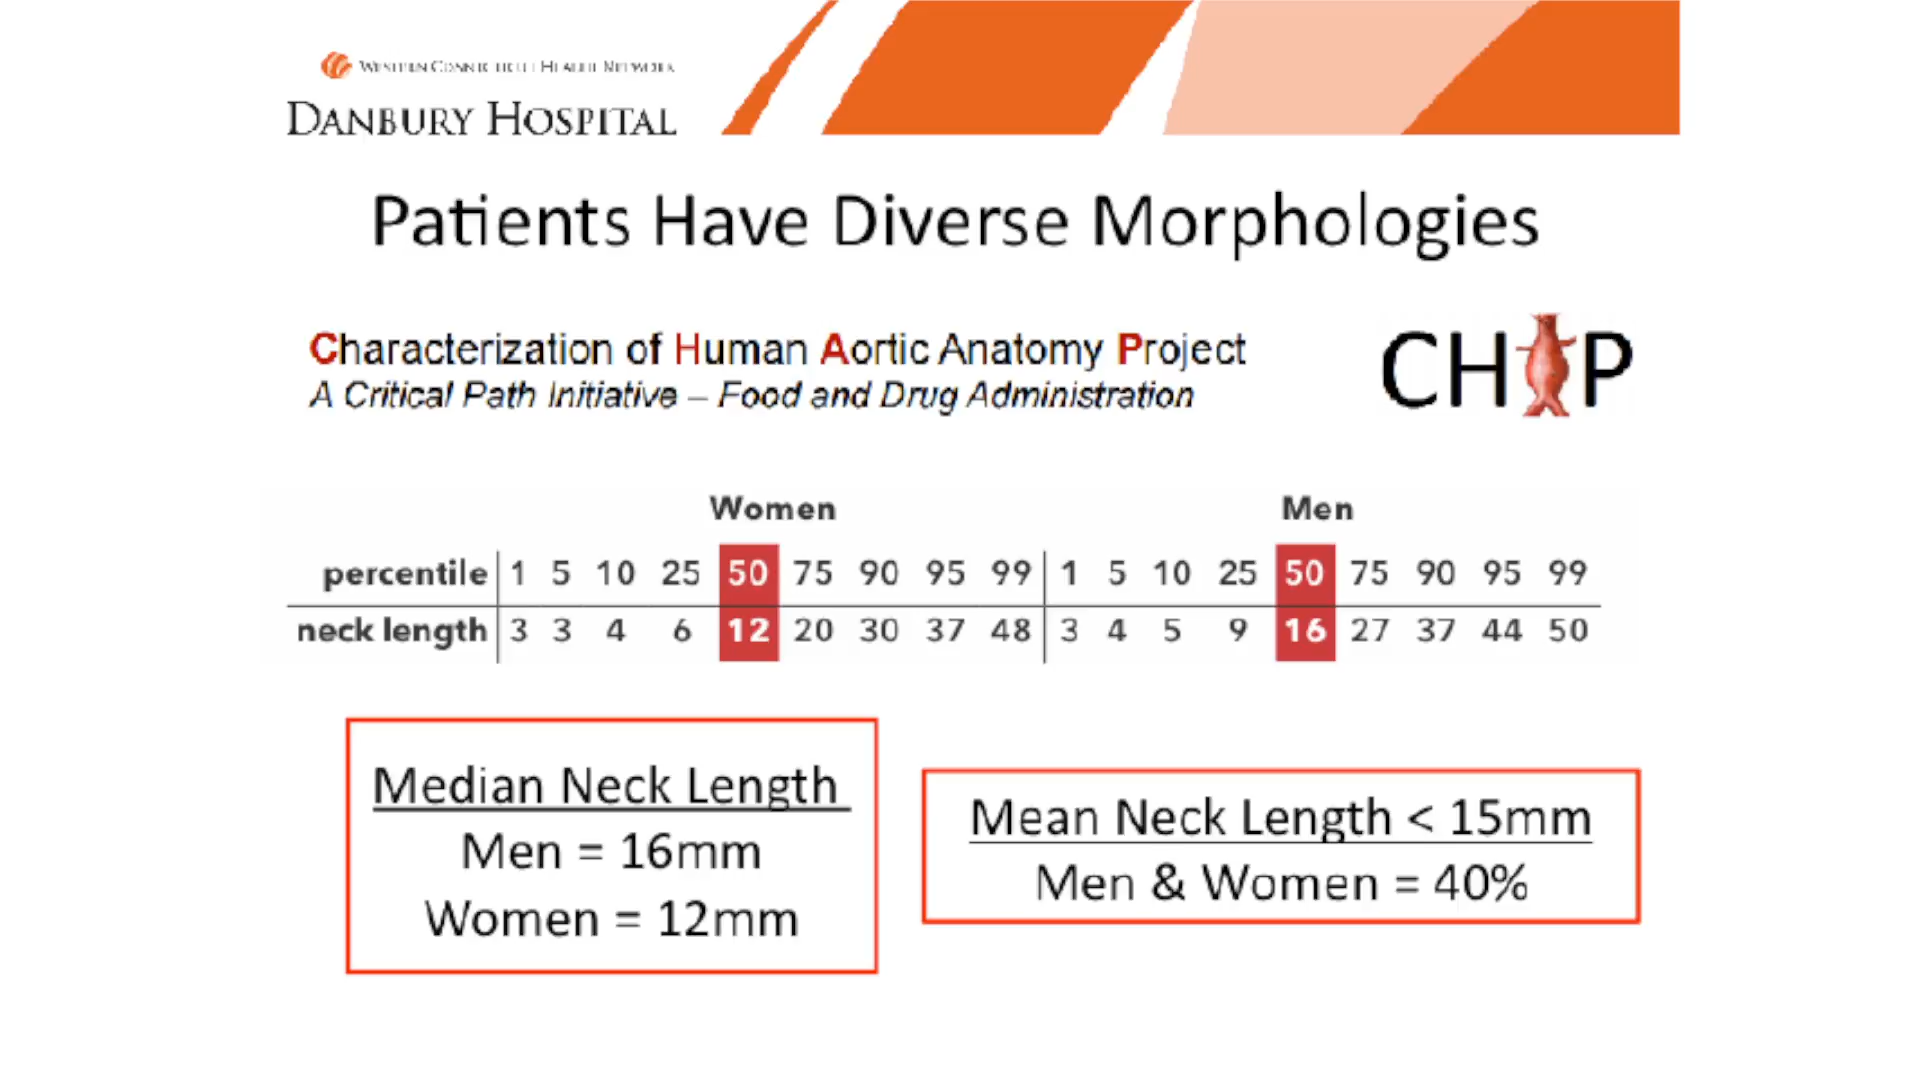 WESTERN CONNECTICUT HEALTH NETWORK
DANBURY HOSPITAL
Patients Have Diverse Morphologies
Characterization of Human Aortic Anatomy Project
A Critical Path Initiative – Food and Drug Administration
CHAP
Women Men
percentile 1 5 10 25 50 75 90 95 99 1 5 10 25 50 75 90 95 99
neck length 3 3 4 6 12 20 30 37 48 3 4 5 9 16 27 37 44 50
Median Neck Length
Men = 16mm
Women = 12mm
Mean Neck Length < 15mm
Men & Women = 40%